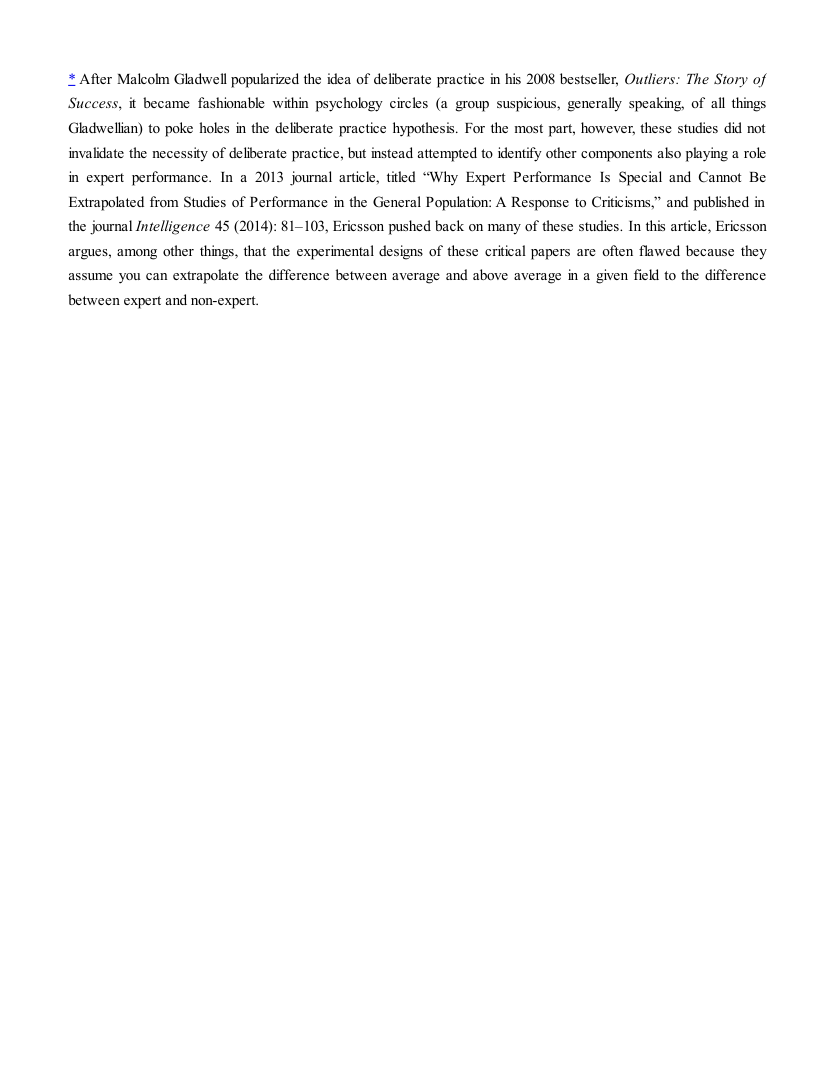 * After Malcolm Gladwell popularized the idea of deliberate practice in his 2008 bestseller, Outliers: The Story of
Success, it became fashionable within psychology circles (a group suspicious, generally speaking, of all things
Gladwellian) to poke holes in the deliberate practice hypothesis. For the most part, however, these studies did not
invalidate the necessity of deliberate practice, but instead attempted to identify other components also playing a role
in expert performance. In a 2013 journal article, titled “Why Expert Performance Is Special and Cannot Be
Extrapolated from Studies of Performance in the General Population: A Response to Criticisms,” and published in
the journal Intelligence 45 (2014): 81–103, Ericsson pushed back on many of these studies. In this article, Ericsson
argues, among other things, that the experimental designs of these critical papers are often flawed because they
assume you can extrapolate the difference between average and above average in a given field to the difference
between expert and non-expert.